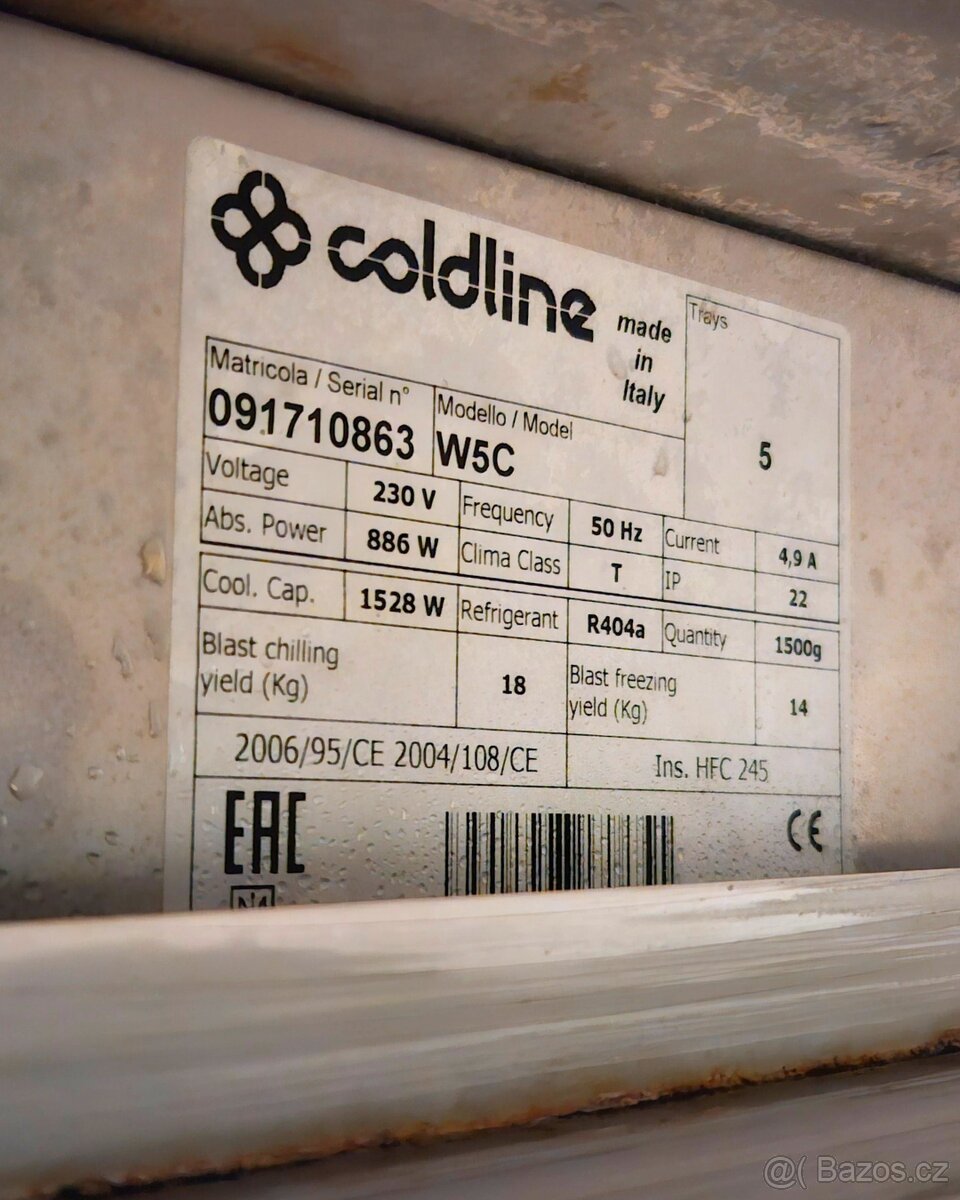 coldline
made
in
Italy
Trays
5
Matricola / Serial n°
091710863
Modello / Model
W5C
Voltage 230 V Frequency 50 Hz Current 4,9 A
Abs. Power 886 W Clima Class T IP 22
Cool. Cap. 1528 W Refrigerant R404a Quantity 1500g
Blast chilling
yield (Kg)
18
Blast freezing
yield (Kg)
14
2006/95/CE 2004/108/CE Ins. HFC 245
EAC
CE
@( Bazos.cz